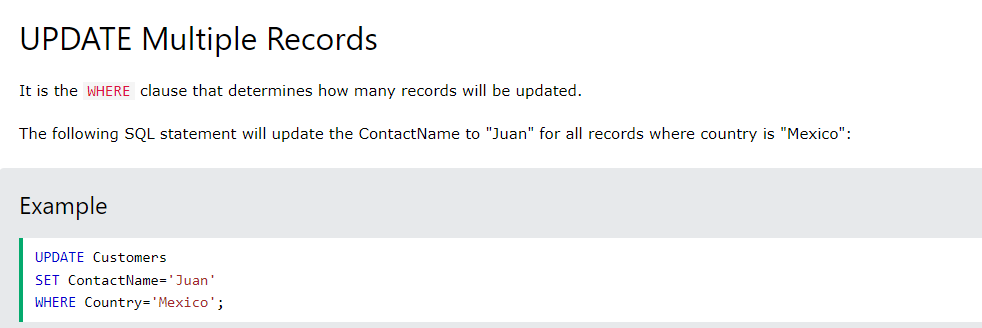 UPDATE Multiple Records
It is the WHERE clause that determines how many records will be updated.
The following SQL statement will update the ContactName to "Juan" for all records where country is "Mexico":
Example
UPDATE Customers
SET ContactName='Juan'
WHERE Country='Mexico';